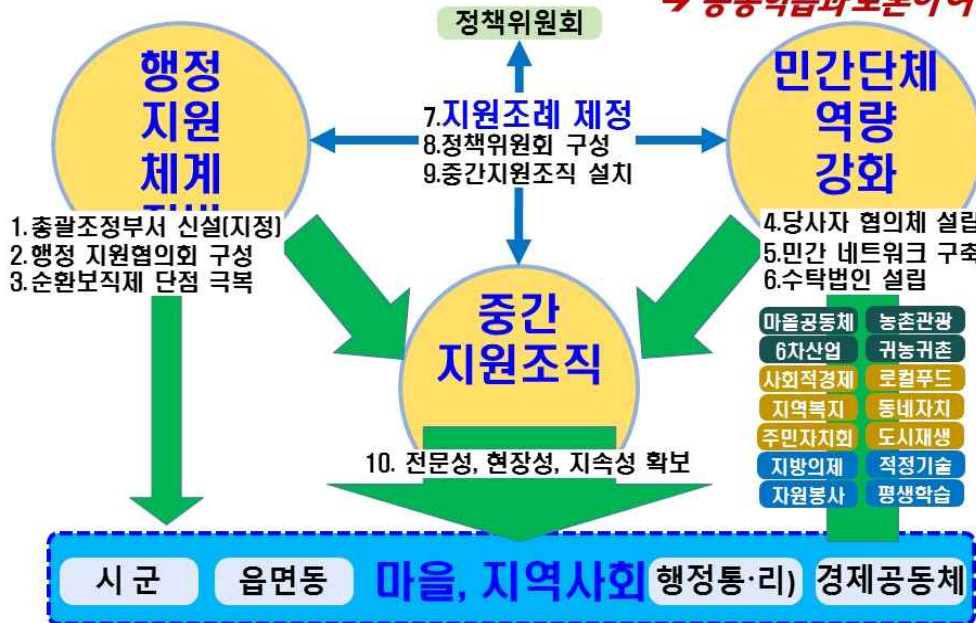 → 공동학습과 토론이
정책위원회
행정
지원
체계
민간단체
역량
강화
7.지원조례 제정
8.정책위원회 구성
9.중간지원조직 설치
1.총괄조정부서 신설(지정)
2.행정 지원협의회 구성
3.순환보직제 단점 극복
4.당사자 협의체 설립
5.민간 네트워크 구축
6.수탁법인 설립
중간
지원조직
마을공동체 농촌관광
6차산업 귀농귀촌
사회적경제 로컬푸드
지역복지 동네자치
주민자치회 도시재생
지방의제 적정기술
자원봉사 평생학습
10. 전문성, 현장성, 지속성 확보
시군 읍면동 마을, 지역사회 행정통·리) 경제공동체